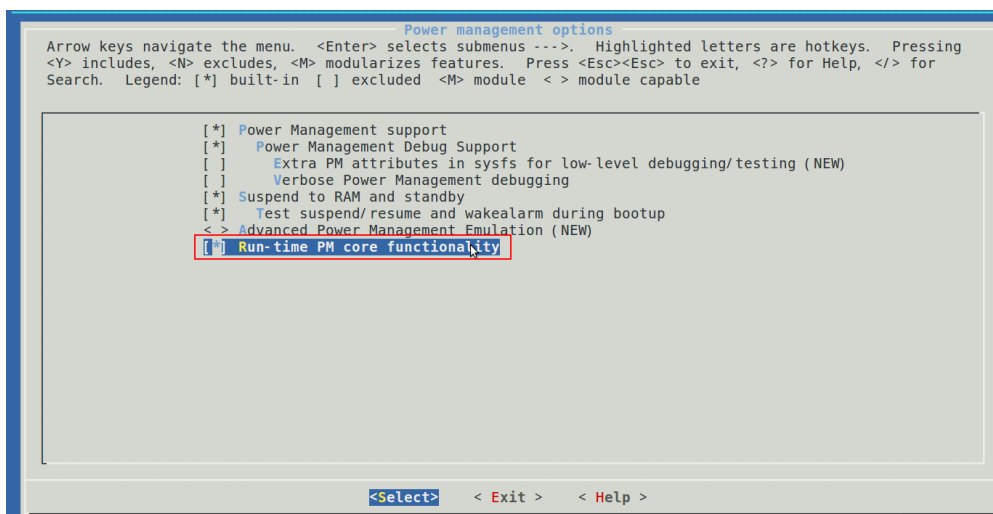 Power management options
Arrow keys navigate the menu. <Enter> selects submenus --->. Highlighted letters are hotkeys. Pressing
<Y> includes, <N> excludes, <M> modularizes features. Press <Esc><Esc> to exit, <?> for Help, </> for
Search. Legend: [*] built-in [ ] excluded <M> module < > module capable
[*] Power Management support
[*] Power Management Debug Support
[ ] Extra PM attributes in sysfs for low-level debugging/testing (NEW)
[ ] Verbose Power Management debugging
[*] Suspend to RAM and standby
[*] Test suspend/resume and wakealarm during bootup
< > Advanced Power Management Emulation (NEW)
[*] Run-time PM core functionality
<Select> < Exit > < Help >